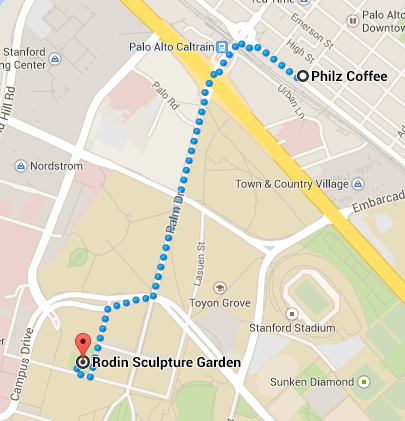 Tea Time
Emerson St
Palo Alto
Downtown
High St
Palo Alto Caltrain
Stanford
ing Center
Philz Coffee
Urban Ln
Palo Rd
nd Hill Rd
Nordstrom
Town & Country Village
Embarcad
Palm Dr
Lasuen St
Toyon Grove
Stanford Stadium
Campus Drive
Rodin Sculpture Garden
Sunken Diamond